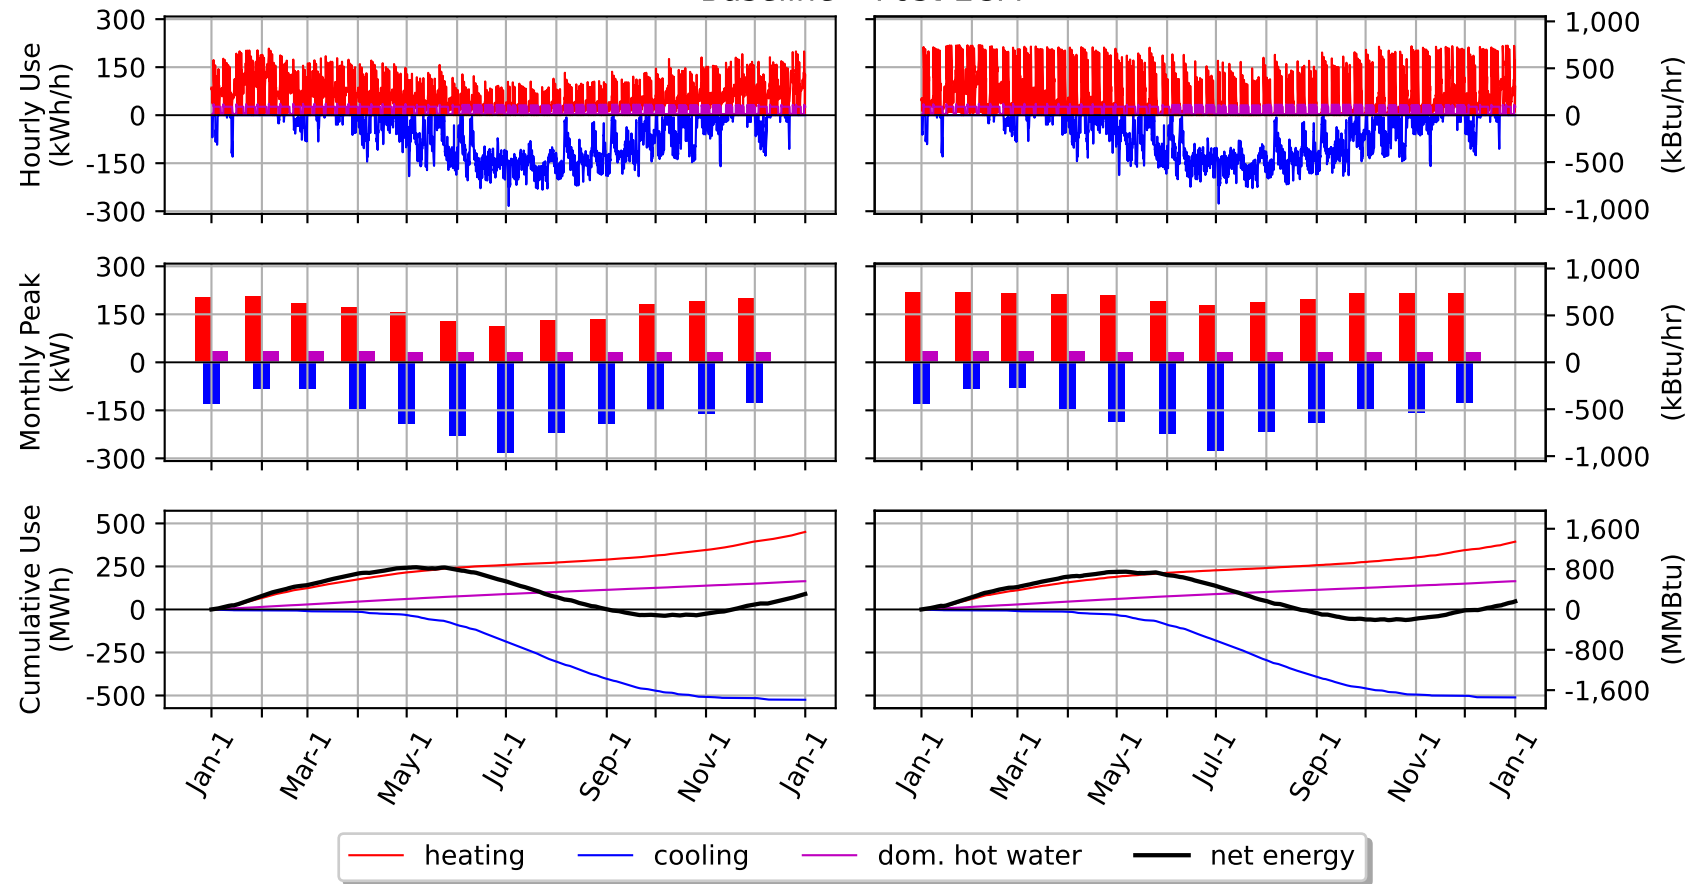 300
150
0
-150
-300
Hourly Use
(kWh/h)
1,000
500
0
-500
-1,000
(kBtu/hr)
300
150
0
-150
-300
Monthly Peak
(kW)
1,000
500
0
-500
-1,000
(kBtu/hr)
500
250
0
-250
-500
Cumulative Use
(MWh)
1,600
800
0
-800
-1,600
(MMBtu)
Jan-1 Mar-1 May-1 Jul-1 Sep-1 Nov-1 Jan-1
Jan-1 Mar-1 May-1 Jul-1 Sep-1 Nov-1 Jan-1
heating cooling dom. hot water net energy